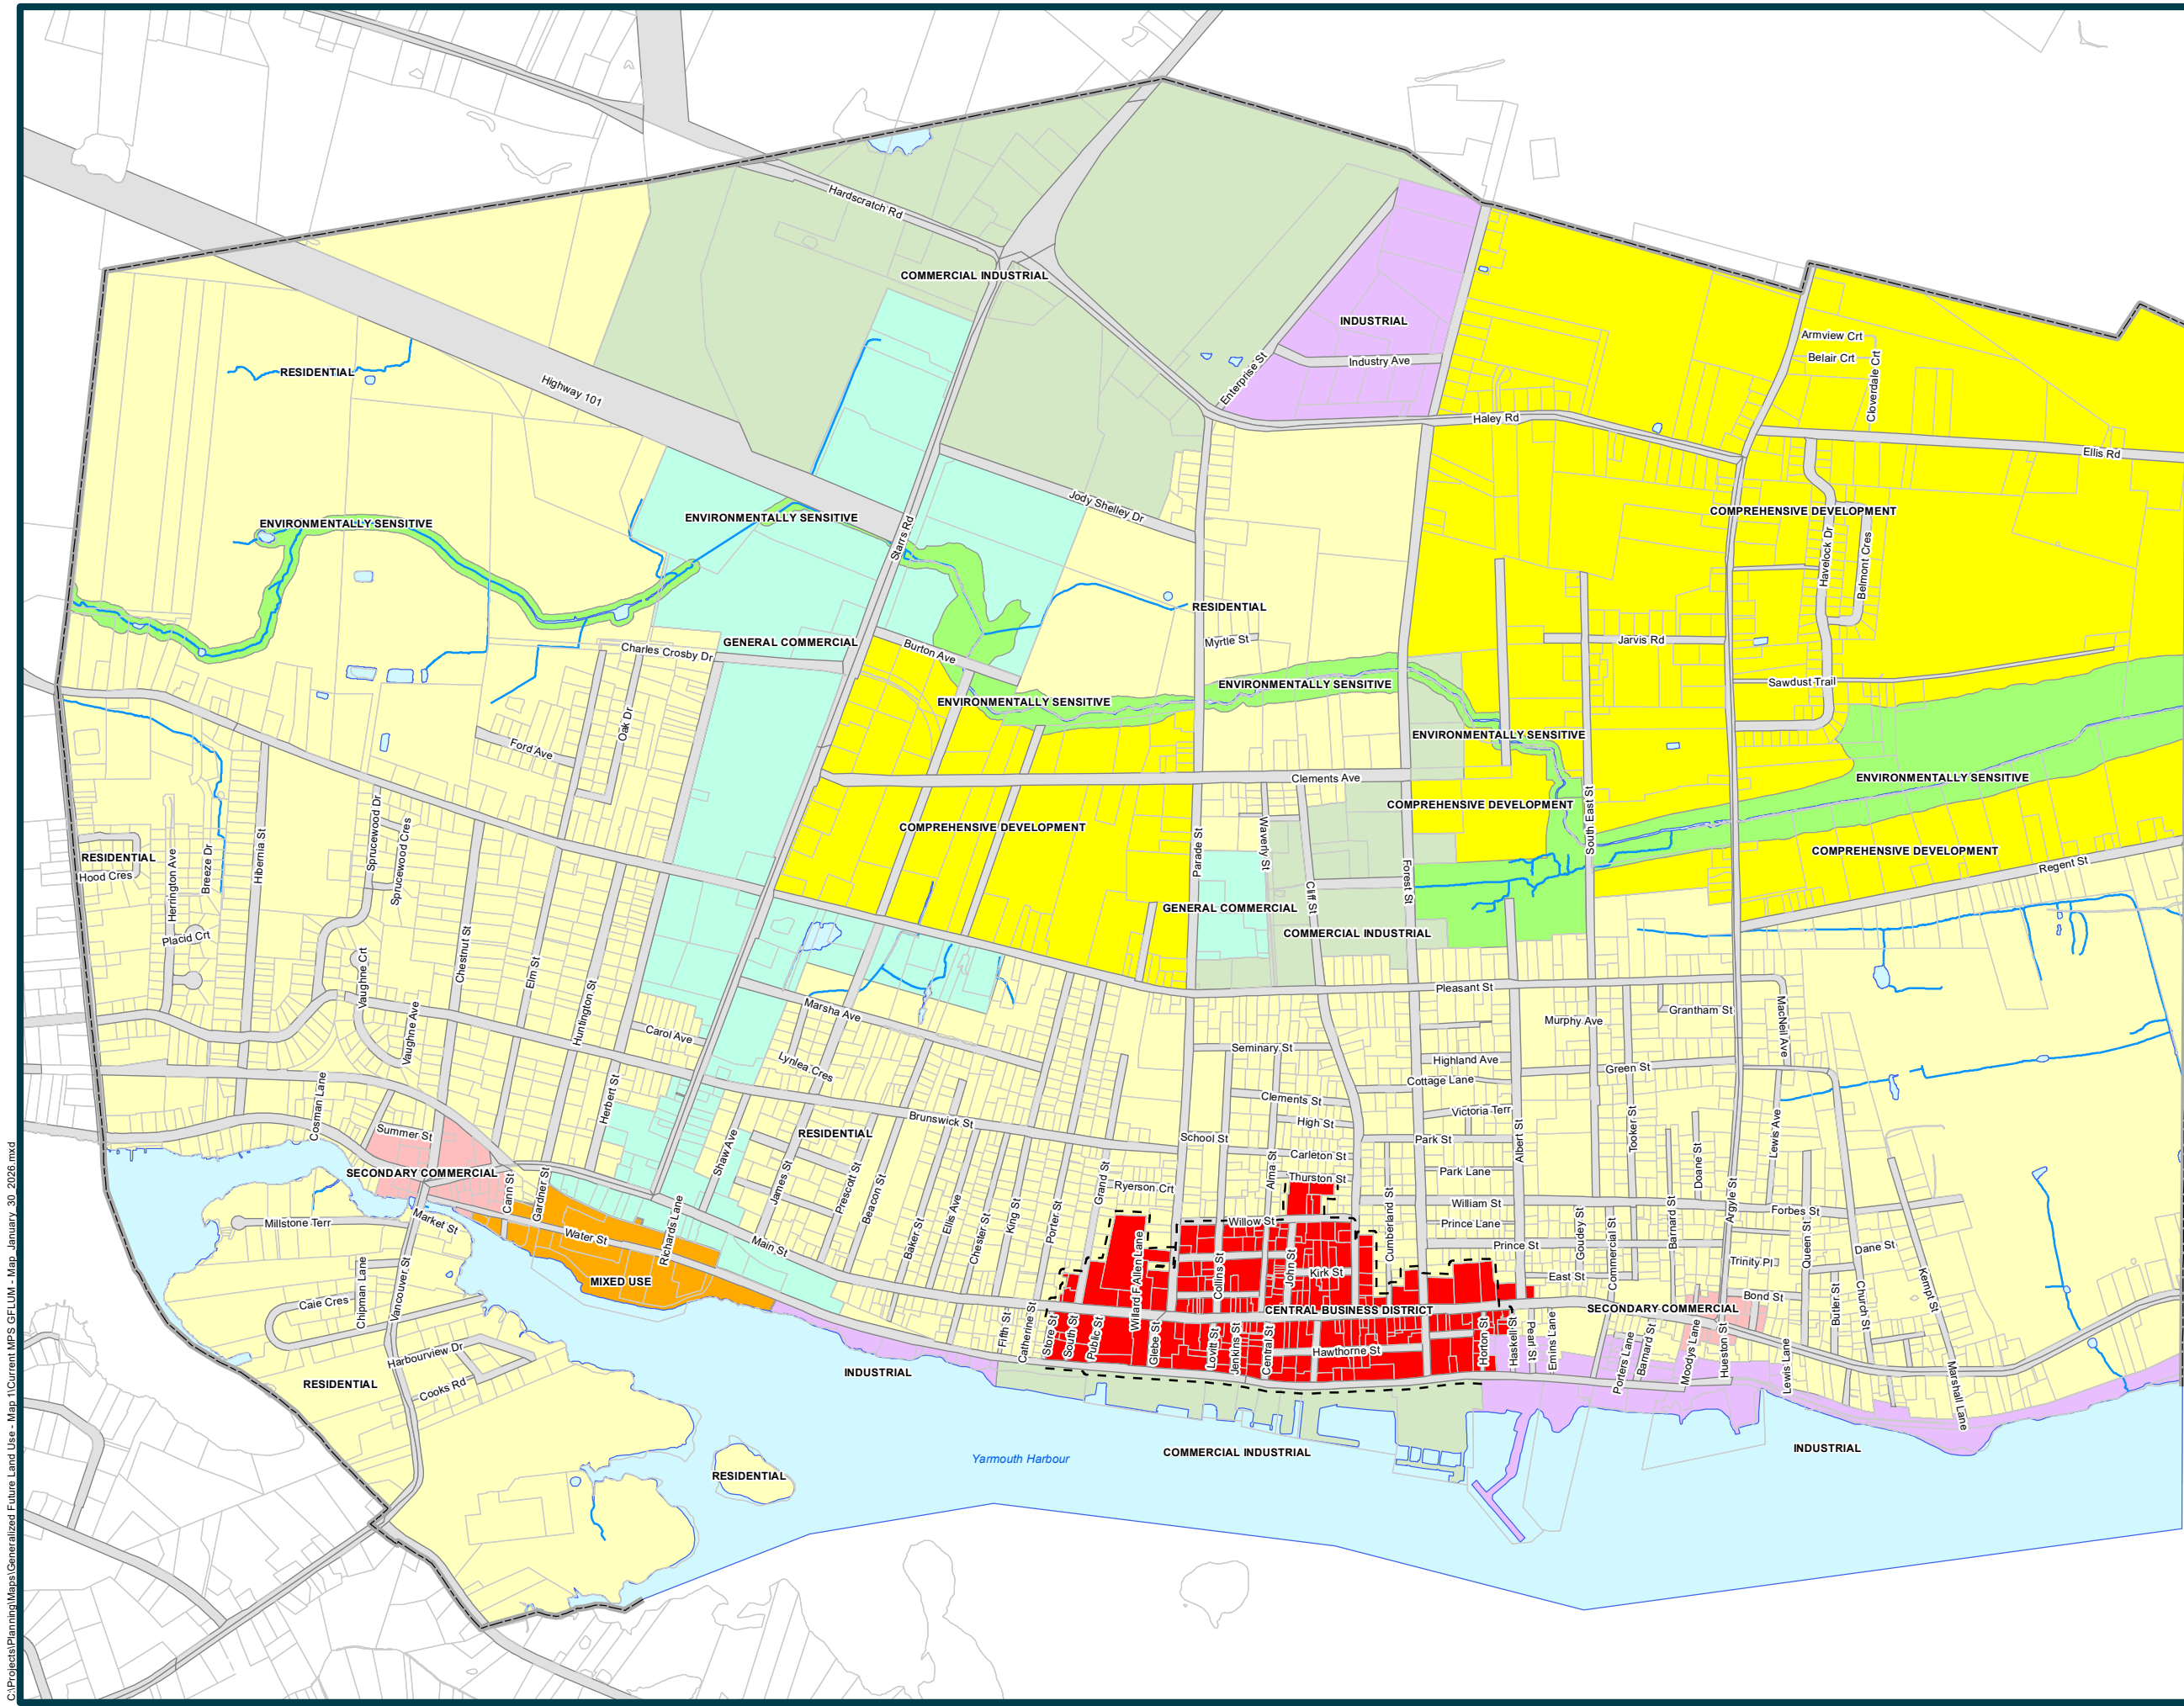 Hardscratch Rd
COMMERCIAL INDUSTRIAL
INDUSTRIAL
Armview Crt
Belair Crt
Cloverdale Crt
Industry Ave
Enterprise St
RESIDENTIAL
Highway 101
Haley Rd
Ellis Rd
Jody Shelley Dr
COMPREHENSIVE DEVELOPMENT
ENVIRONMENTALLY SENSITIVE
ENVIRONMENTALLY SENSITIVE
Starrs Rd
Havelock Dr
Belmont Cres
RESIDENTIAL
GENERAL COMMERCIAL
Charles Crosby Dr
Burton Ave
Myrtle St
Jarvis Rd
Sawdust Trail
ENVIRONMENTALLY SENSITIVE
ENVIRONMENTALLY SENSITIVE
ENVIRONMENTALLY SENSITIVE
Oak Dr
Ford Ave
Clements Ave
ENVIRONMENTALLY SENSITIVE
COMPREHENSIVE DEVELOPMENT
COMPREHENSIVE DEVELOPMENT
COMPREHENSIVE DEVELOPMENT
South East St
Parade St
Waverly St
Cliff St
Forest St
Regent St
RESIDENTIAL
Hood Cres
Herrington Ave
Breeze Dr
Hibernia St
Sprucewood Dr
Sprucewood Cres
Placid Crt
Vaughne Crt
Vaughne Ave
Chestnut St
Elm St
Huntington St
GENERAL COMMERCIAL
COMMERCIAL INDUSTRIAL
Pleasant St
Marsha Ave
Carol Ave
Lynlea Cres
Murphy Ave
Grantham St
MacNeil Ave
Seminary St
Highland Ave
Cottage Lane
Green St
Clements St
Victoria Terr
High St
Park St
Albert St
Tooker St
Doane St
Lewis Ave
Cosman Lane
Herbert St
Summer St
Brunswick St
RESIDENTIAL
School St
Carleton St
Alma St
Park Lane
SECONDARY COMMERCIAL
Cann St
Gardner St
Shaw Ave
James St
Prescott St
Beacon St
Grand St
Ryerson Crt
Thurston St
William St
Barnard St
Argyle St
Forbes St
Millstone Terr
Market St
Water St
Richards Lane
Main St
Baker St
Ellis Ave
Chester St
King St
Porter St
Willow St
Cumberland St
Prince Lane
Prince St
Goudey St
Commercial St
Queen St
Dane St
Trinity Pl
MIXED USE
Chipman Lane
Vancouver St
Caie Cres
Willard F Allen Lane
Collins St
John St
Kirk St
East St
Bond St
Butler St
Church St
Kempt St
CENTRAL BUSINESS DISTRICT
SECONDARY COMMERCIAL
Fifth St
Catherine St
Store St
South St
Public St
Glebe St
Lovitt St
Jenkins St
Central St
Hawthorne St
Horton St
Haskell St
Pearl St
Emins Lane
Porters Lane
Barnard St
Moodys Lane
Hueston St
Lewis Lane
Marshall Lane
Harbourview Dr
Cooks Rd
RESIDENTIAL
INDUSTRIAL
Yarmouth Harbour
COMMERCIAL INDUSTRIAL
INDUSTRIAL
RESIDENTIAL
C:\Projects\Planning\Maps\Generalized Future Land Use - Map 1\Current MPS GFLUM - Map_January_30_2026.mxd